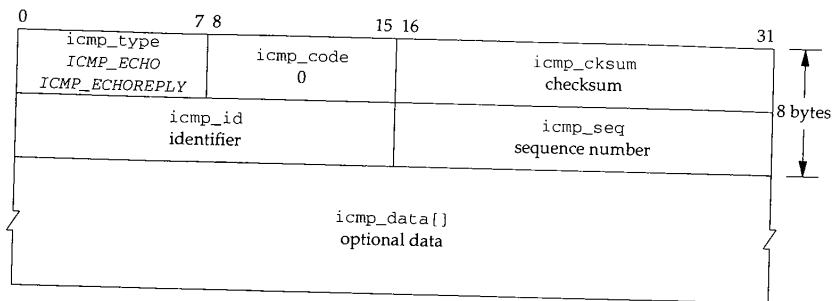 0 7 8 15 16 31
icmp_type
ICMP_ECHO
ICMP_ECHOREPLY
icmp_code
0
icmp_cksum
checksum
8 bytes
icmp_id
identifier
icmp_seq
sequence number
icmp_data[]
optional data